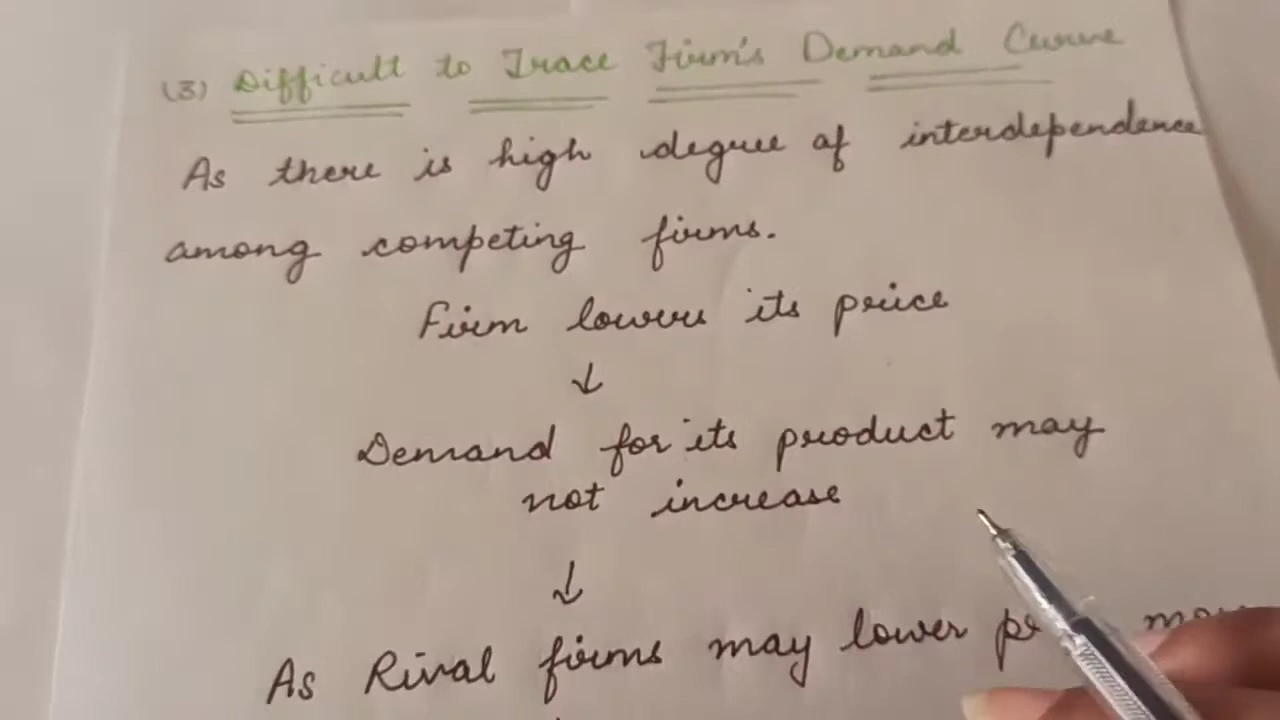 (3) Difficult to Trace Firm's Demand Curve
As there is high degree of interdependence
among competing firms.
Firm lowers its price
↓
Demand for its product may
not increase
↓
As Rival firms may lower